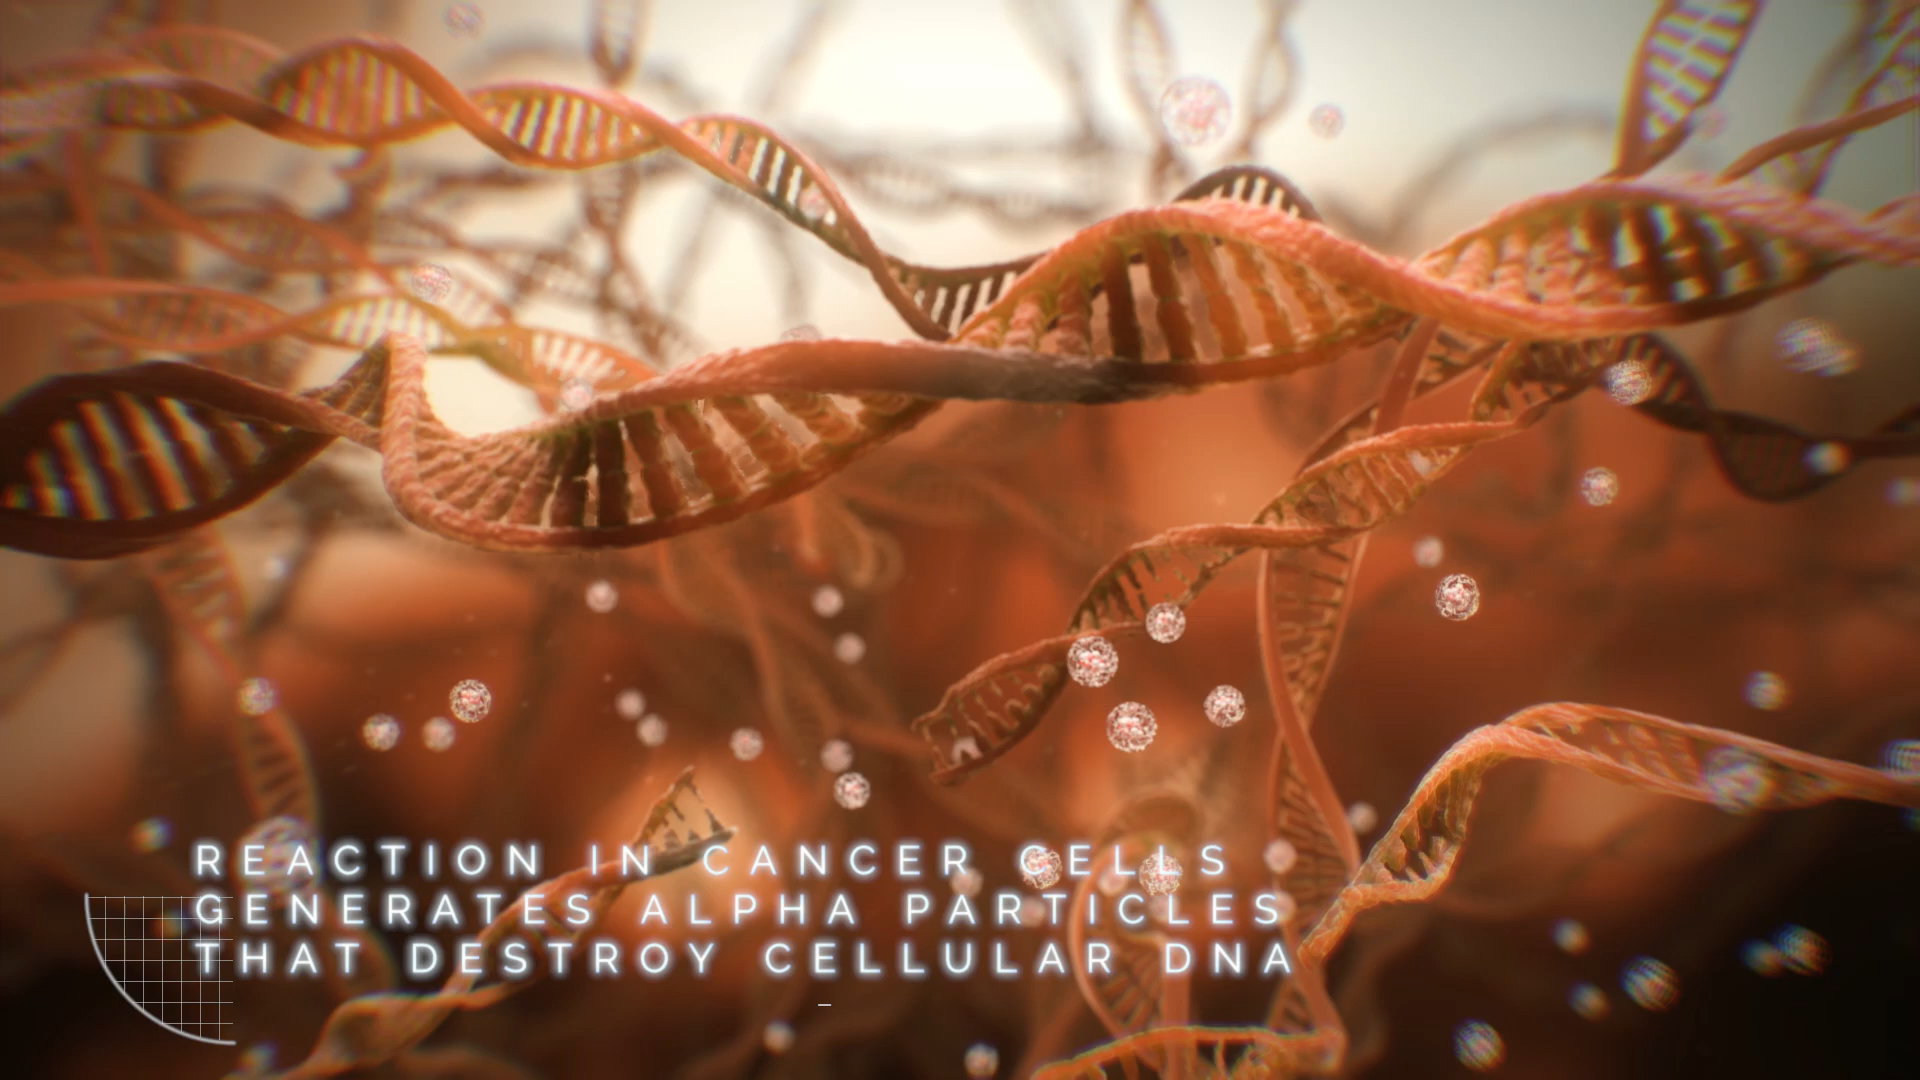 REACTION IN CANCER CELLS
GENERATES ALPHA PARTICLES
THAT DESTROY CELLULAR DNA